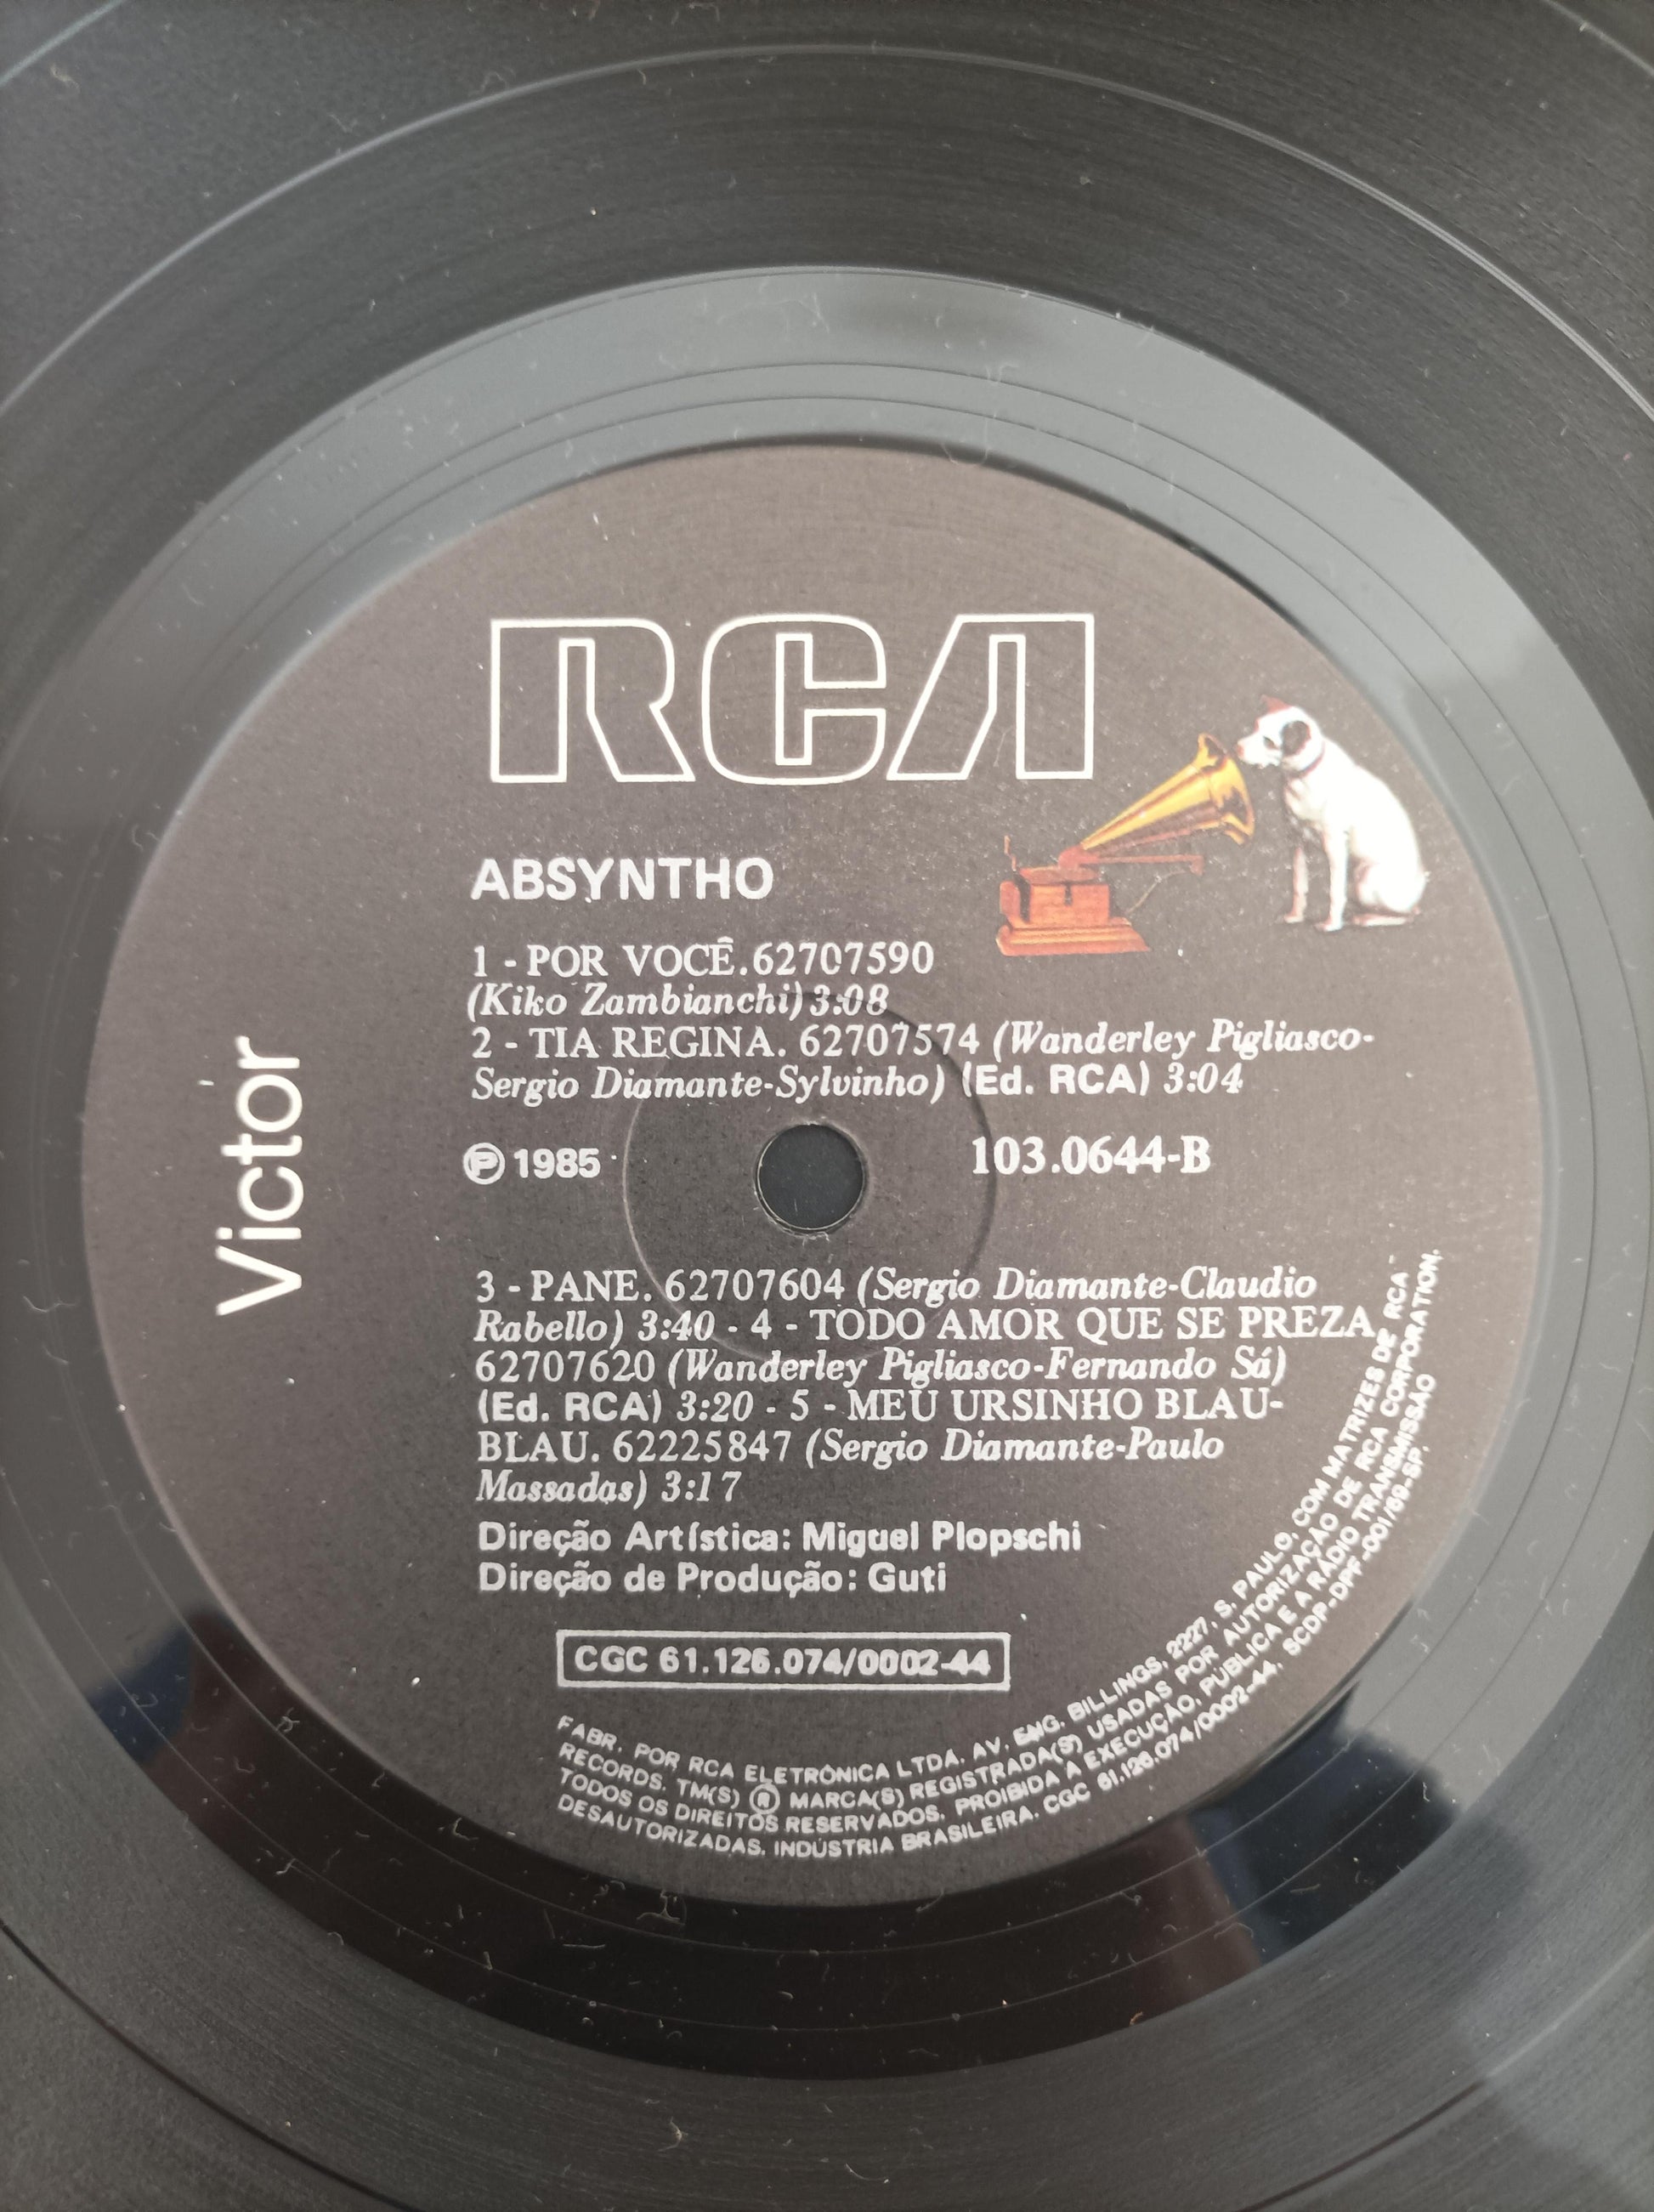 RCA
Victor
ABSYNTHO
1 - POR VOCÊ.62707590
(Kiko Zambianchi) 3:08
2 - TIA REGINA. 62707574 (Wanderley Pigliasco-
Sergio Diamante-Sylvinho) (Ed. RCA) 3:04
℗ 1985
103.0644-B
3 - PANE. 62707604 (Sergio Diamante-Claudio
Rabello) 3:40 - 4 - TODO AMOR QUE SE PREZA.
62707620 (Wanderley Pigliasco-Fernando Sá)
(Ed. RCA) 3:20 - 5 - MEU URSINHO BLAU-
BLAU. 62225847 (Sergio Diamante-Paulo
Massadas) 3:17
Direção Artística: Miguel Plopschi
Direção de Produção: Guti
CGC 61.126.074/0002-44
FABR. POR RCA ELETRÔNICA LTDA. AV. ENG. BILLINGS, 2227, S. PAULO, COM MATRIZES DE RCA
RECORDS. TM(S) ® MARCA(S) REGISTRADA(S) USADAS POR AUTORIZAÇÃO DE RCA CORPORATION.
TODOS OS DIREITOS RESERVADOS. PROIBIDA A EXECUÇÃO, PÚBLICA E A RÁDIO TRANSMISSÃO
DESAUTORIZADAS. INDÚSTRIA BRASILEIRA. CGC 61.126.074/0002-44. SCDP-DPF-001/69-SP.